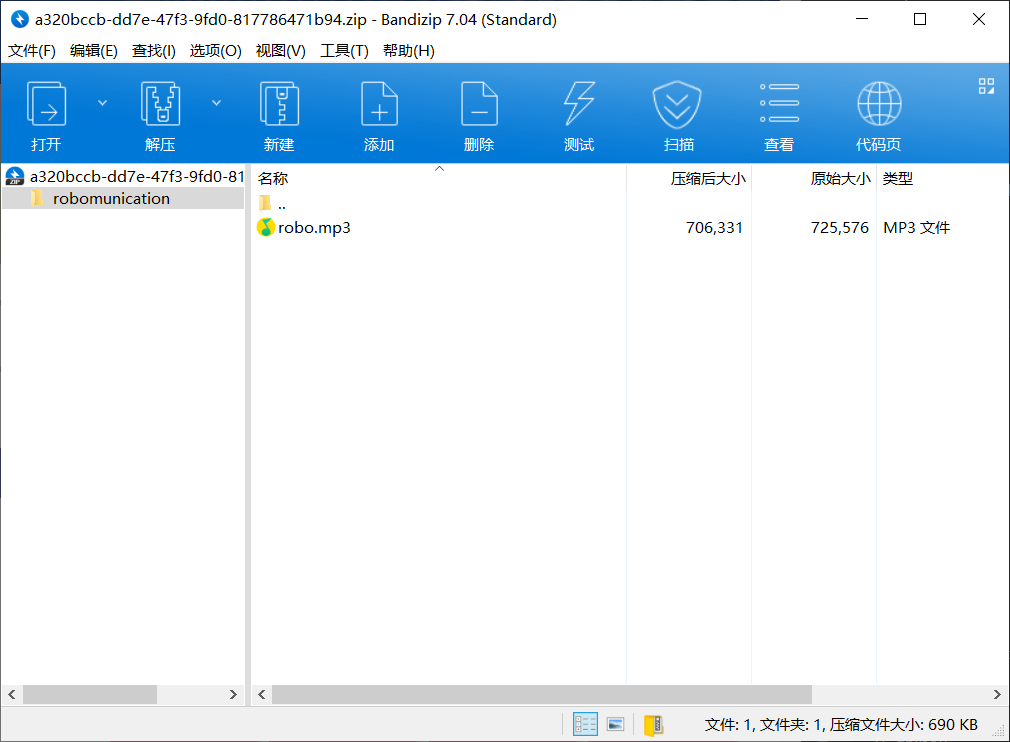 a320bccb-dd7e-47f3-9fd0-817786471b94.zip - Bandizip 7.04 (Standard)
文件(F) 编辑(E) 查找(I) 选项(O) 视图(V) 工具(T) 帮助(H)
打开 解压 新建 添加 删除 测试 扫描 查看 代码页
a320bccb-dd7e-47f3-9fd0-81
robomunication
名称 压缩后大小 原始大小 类型
..
robo.mp3 706,331 725,576 MP3 文件
文件: 1, 文件夹: 1, 压缩文件大小: 690 KB